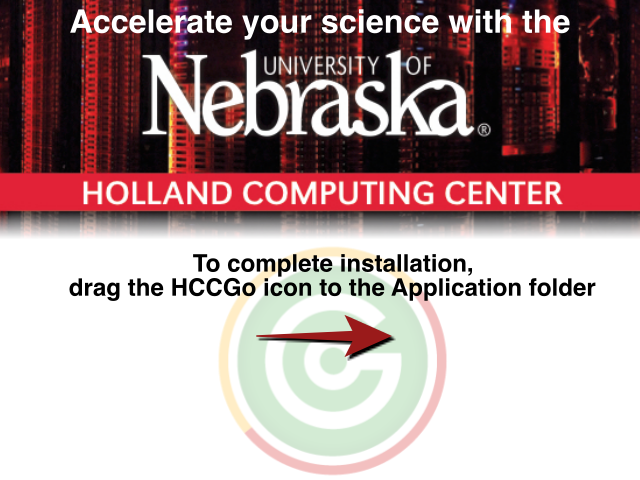 Accelerate your science with the
UNIVERSITY OF
Nebraska®
HOLLAND COMPUTING CENTER
To complete installation,
drag the HCCGo icon to the Application folder